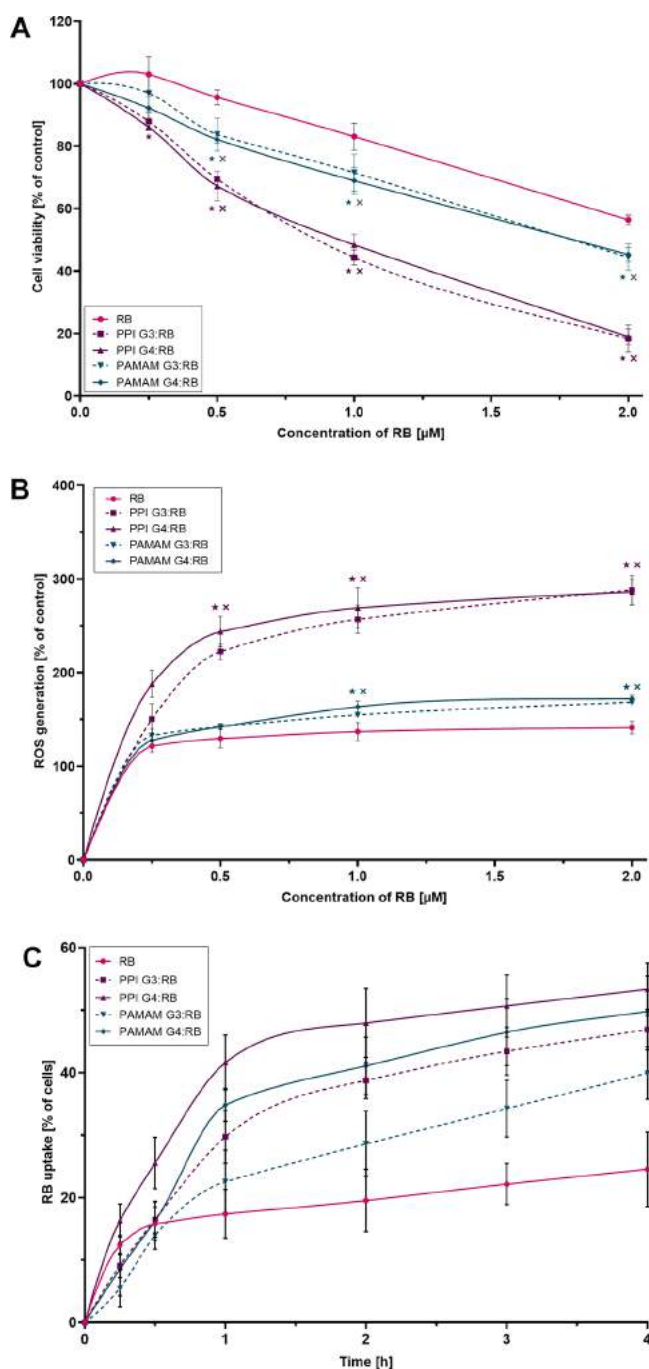 A
120
100
80
60
40
20
0
Cell viability [% of control]
RB
PPI G3:RB
PPI G4:RB
PAMAM G3:RB
PAMAM G4:RB
0.0 0.5 1.0 1.5 2.0
Concentration of RB [µM]
B
400
300
200
100
0
ROS generation [% of control]
RB
PPI G3:RB
PPI G4:RB
PAMAM G3:RB
PAMAM G4:RB
0.0 0.5 1.0 1.5 2.0
Concentration of RB [µM]
C
60
40
20
0
RB uptake [% of cells]
RB
PPI G3:RB
PPI G4:RB
PAMAM G3:RB
PAMAM G4:RB
0 1 2 3 4
Time [h]